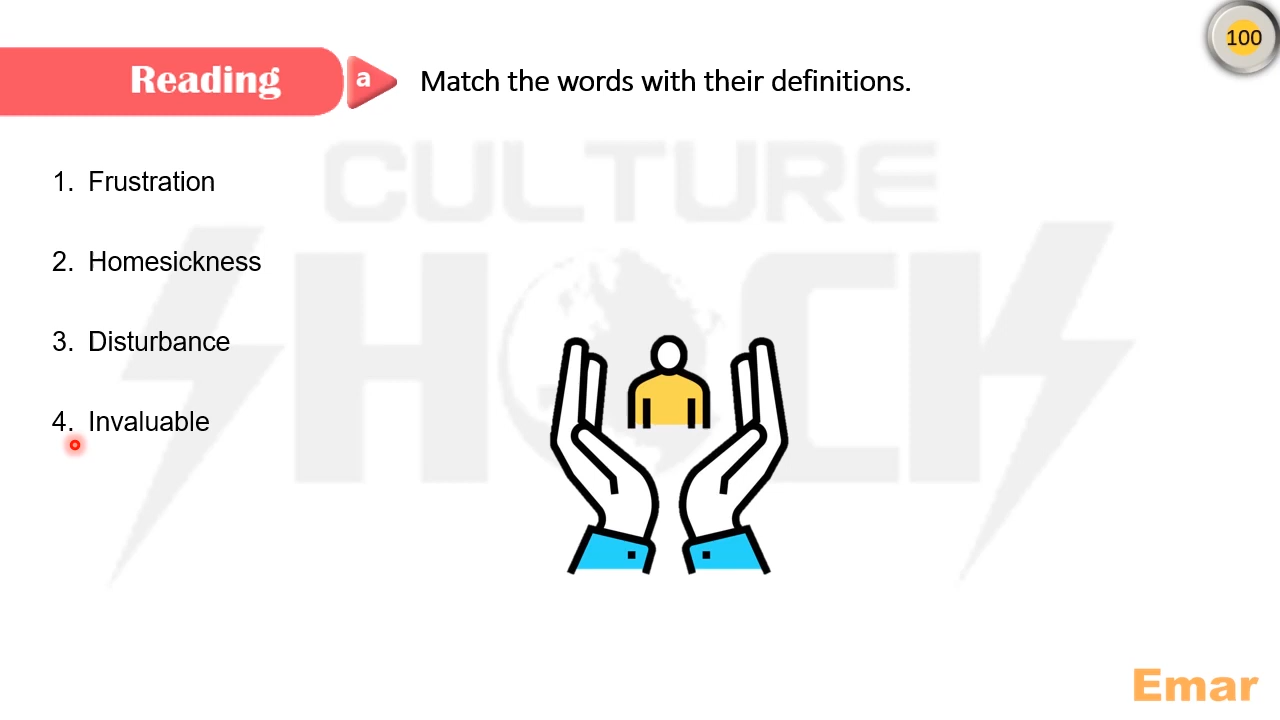 100
Reading a Match the words with their definitions.
CULTURE
SHOCK
1. Frustration
2. Homesickness
3. Disturbance
4. Invaluable
Emar